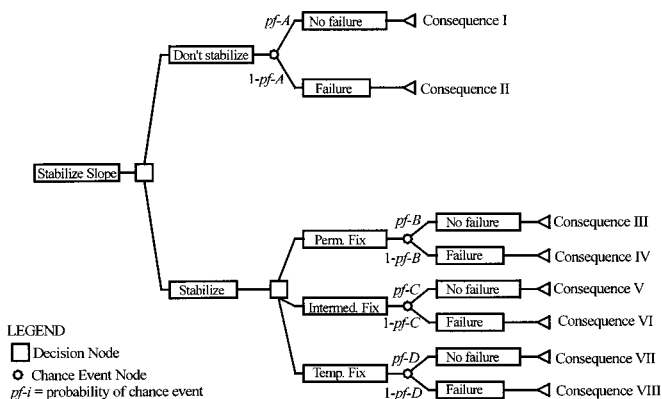 pf-A
No failure
Consequence I
Don't stabilize
1-pf-A
Failure
Consequence II
Stabilize Slope
pf-B
No failure
Consequence III
Perm. Fix
1-pf-B
Failure
Consequence IV
Stabilize
pf-C
No failure
Consequence V
Intermed. Fix
1-pf-C
Failure
Consequence VI
pf-D
No failure
Consequence VII
Temp. Fix
1-pf-D
Failure
Consequence VIII
LEGEND
Decision Node
Chance Event Node
pf-i = probability of chance event